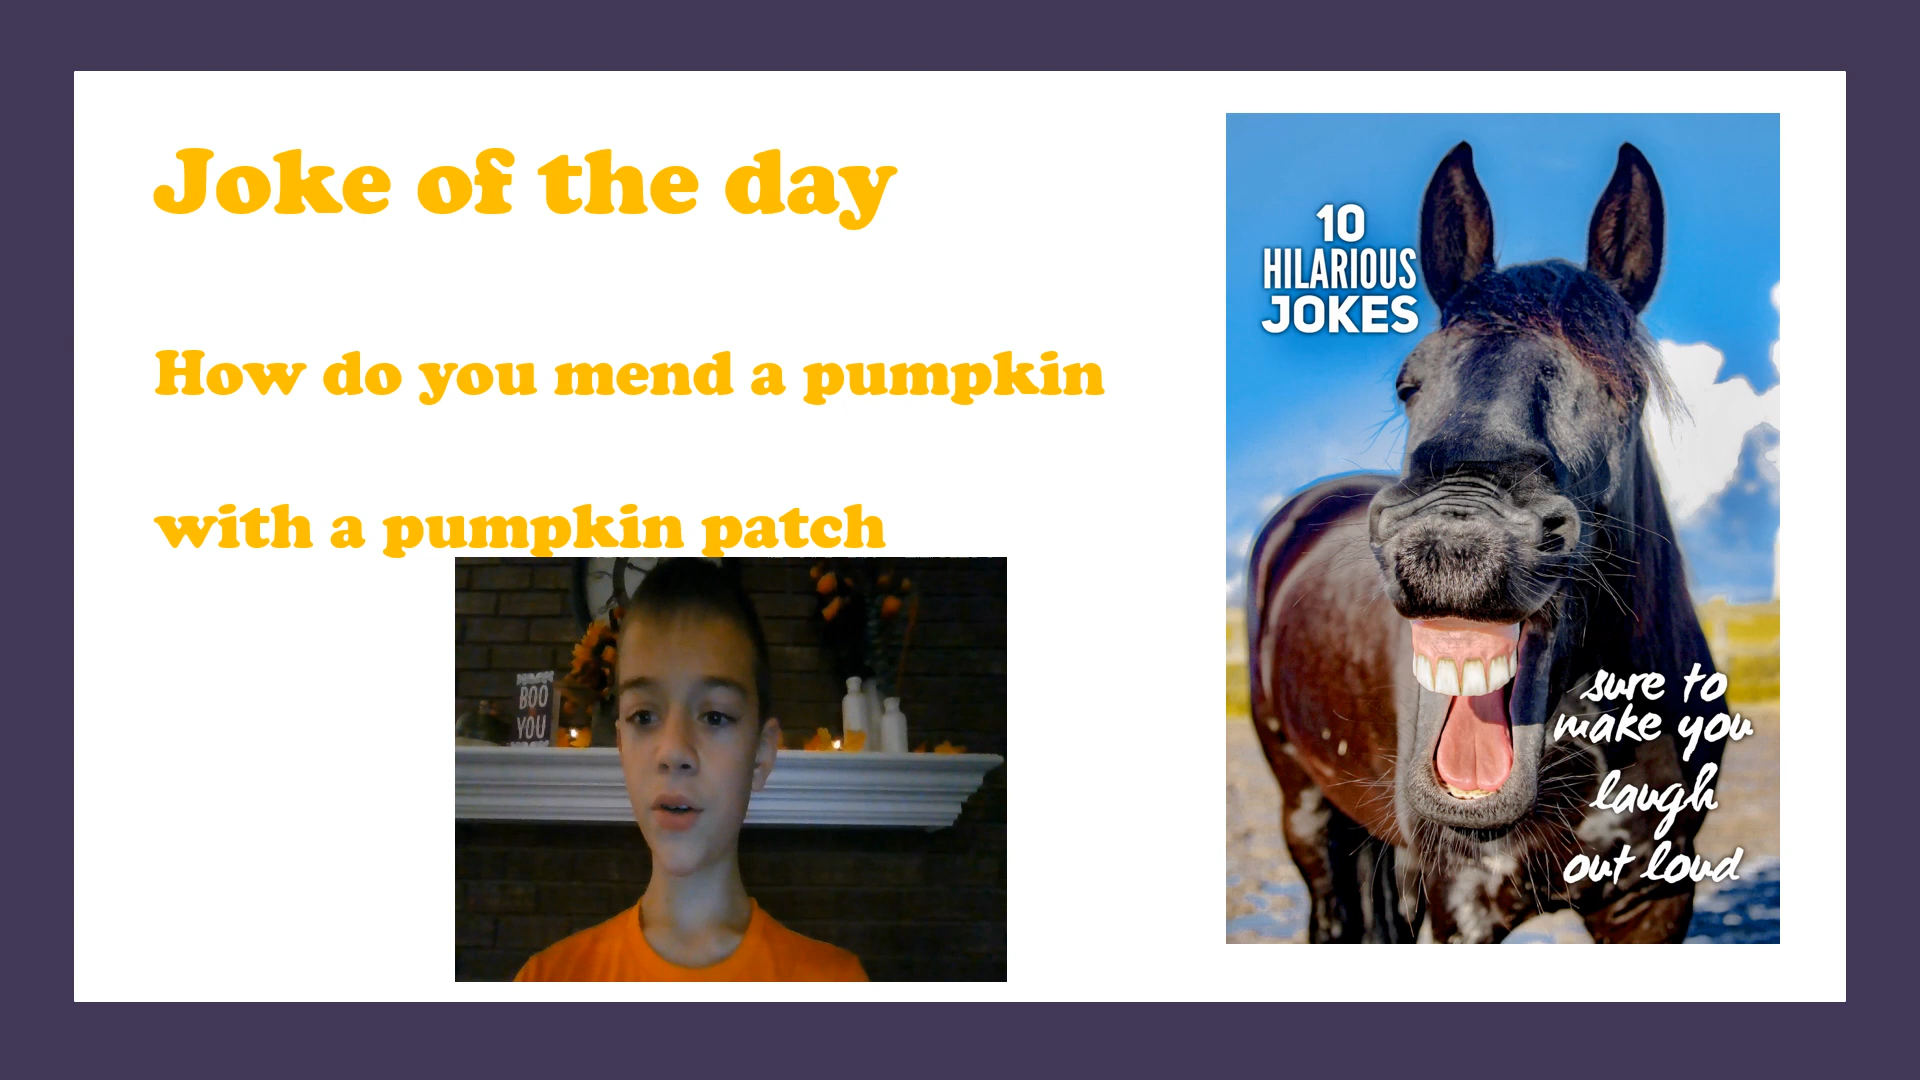 Joke of the day
How do you mend a pumpkin
with a pumpkin patch
10
HILARIOUS
JOKES
sure to
make you
laugh
out loud
BOO
YOU